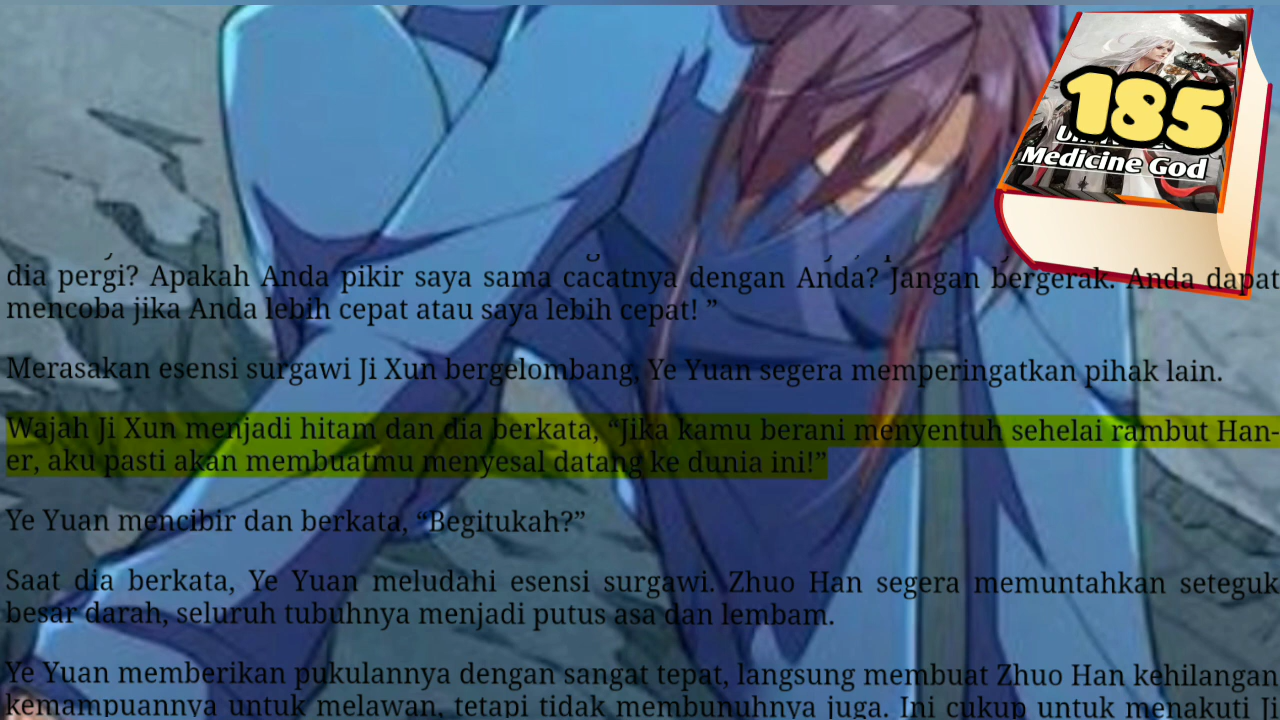 185
Medicine God
dia pergi? Apakah Anda pikir saya sama cacatnya dengan Anda? Jangan bergerak. Anda dapat
mencoba jika Anda lebih cepat atau saya lebih cepat! ”
Merasakan esensi surgawi Ji Xun bergelombang, Ye Yuan segera memperingatkan pihak lain.
Wajah Ji Xun menjadi hitam dan dia berkata, “Jika kamu berani menyentuh sehelai rambut Han-
er, aku pasti akan membuatmu menyesal datang ke dunia ini!”
Ye Yuan mencibir dan berkata, “Begitukah?”
Saat dia berkata, Ye Yuan meludahi esensi surgawi. Zhuo Han segera memuntahkan seteguk
besar darah, seluruh tubuhnya menjadi putus asa dan lembam.
Ye Yuan memberikan pukulannya dengan sangat tepat, langsung membuat Zhuo Han kehilangan
kemampuannya untuk melawan, tetapi tidak membunuhnya juga. Ini cukup untuk menakuti Ji